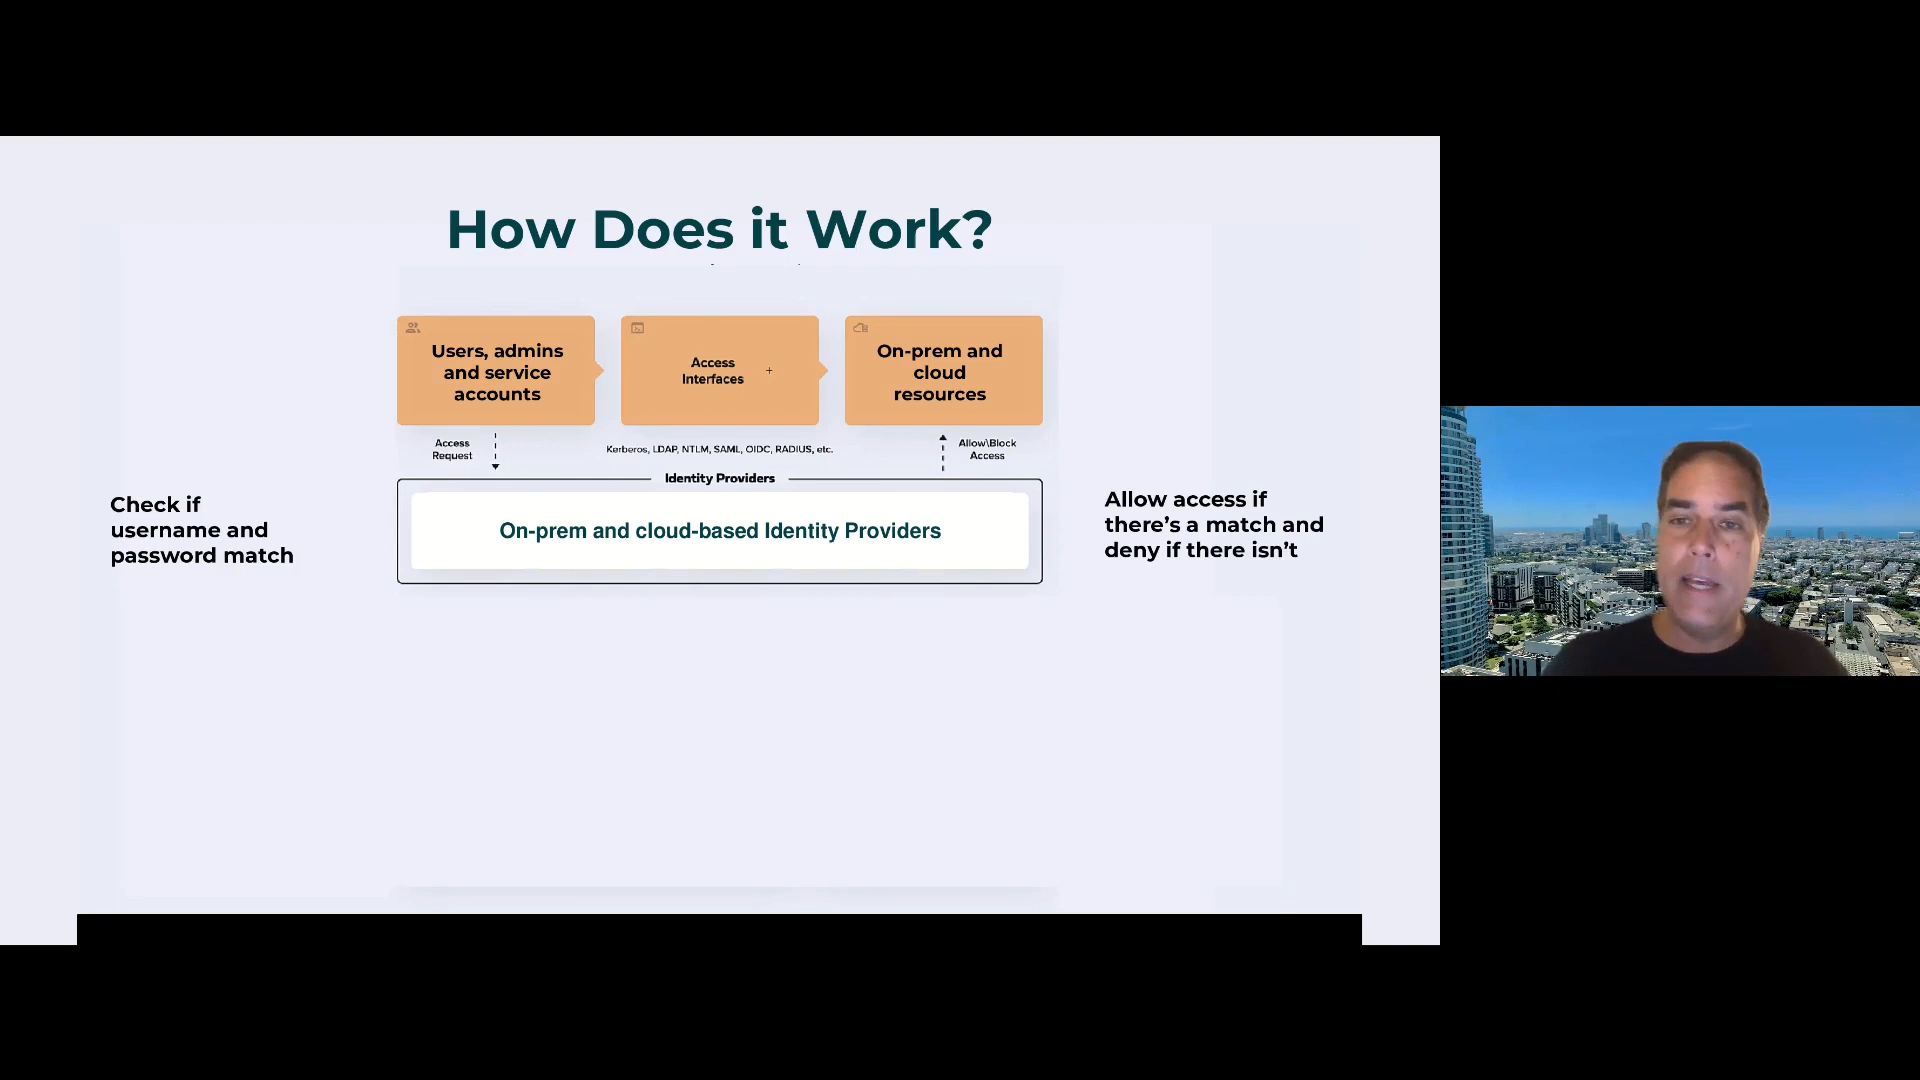 How Does it Work?
Users, admins
and service
accounts
Access
Interfaces
On-prem and
cloud
resources
Access
Request
Kerberos, LDAP, NTLM, SAML, OIDC, RADIUS, etc.
Allow\Block
Access
Identity Providers
On-prem and cloud-based Identity Providers
Check if
username and
password match
Allow access if
there’s a match and
deny if there isn’t